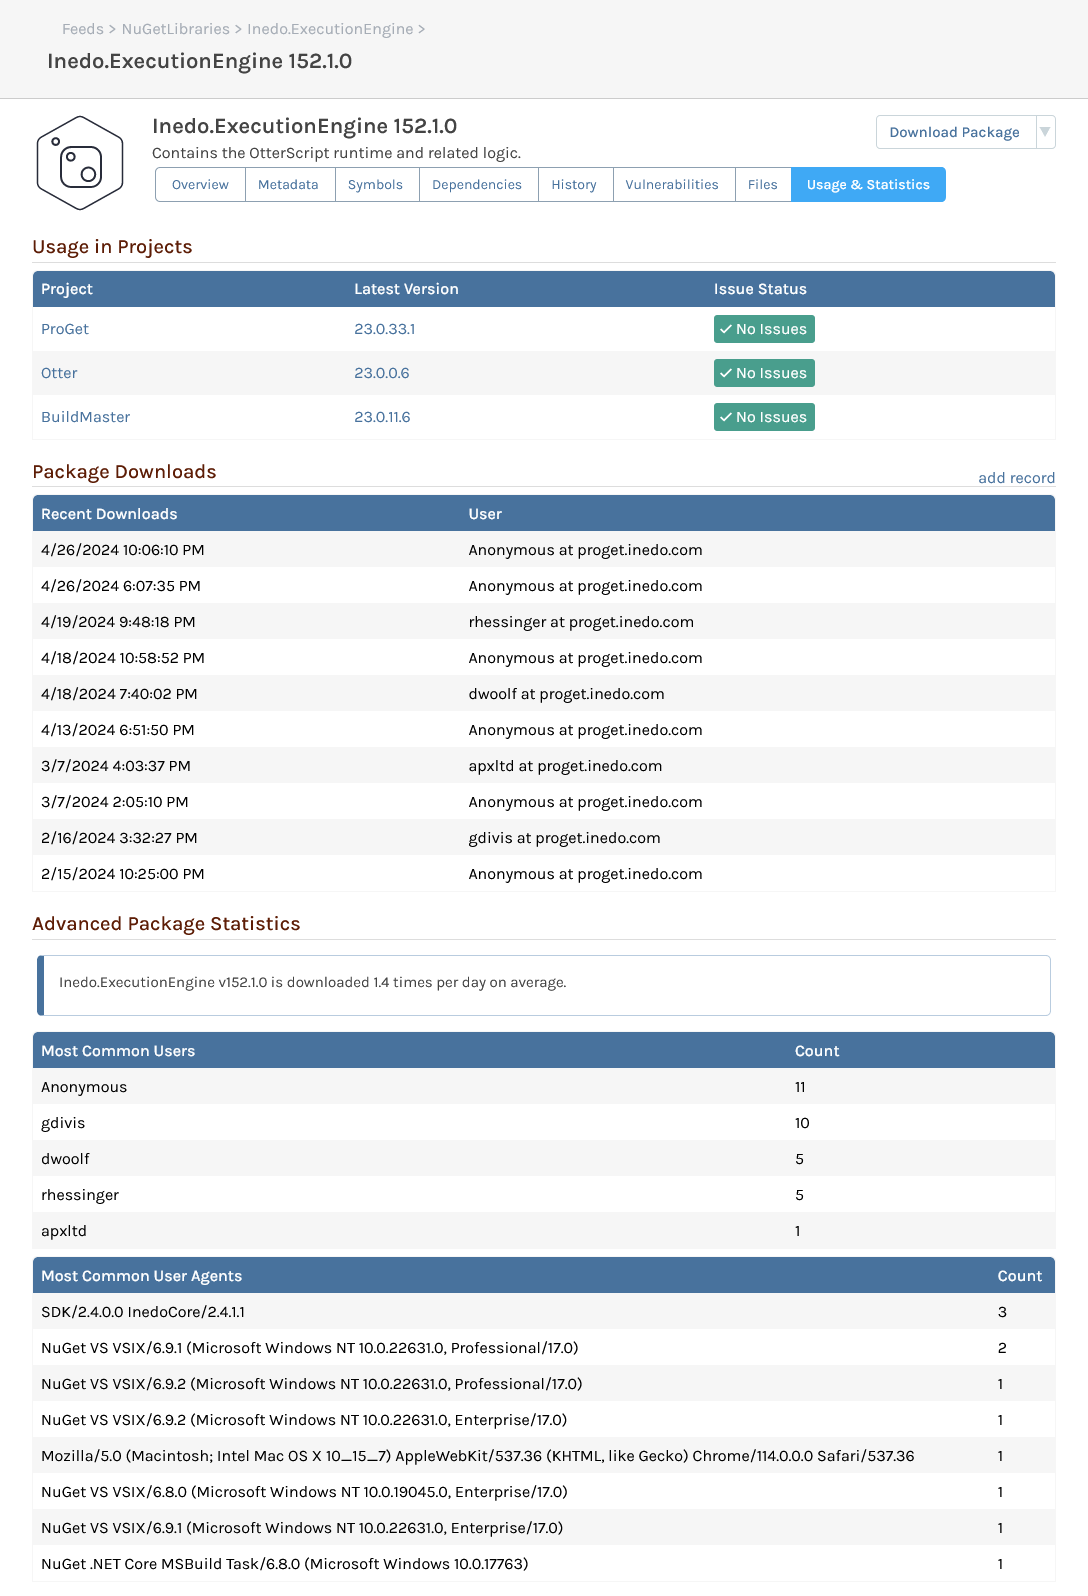 Feeds > NuGetLibraries > Inedo.ExecutionEngine >
Inedo.ExecutionEngine 152.1.0
Inedo.ExecutionEngine 152.1.0
Download Package
Contains the OtterScript runtime and related logic.
Overview Metadata Symbols Dependencies History Vulnerabilities Files Usage & Statistics
Usage in Projects
Project Latest Version Issue Status
ProGet 23.0.33.1 ✓ No Issues
Otter 23.0.0.6 ✓ No Issues
BuildMaster 23.0.11.6 ✓ No Issues
Package Downloads
add record
Recent Downloads User
4/26/2024 10:06:10 PM Anonymous at proget.inedo.com
4/26/2024 6:07:35 PM Anonymous at proget.inedo.com
4/19/2024 9:48:18 PM rhessinger at proget.inedo.com
4/18/2024 10:58:52 PM Anonymous at proget.inedo.com
4/18/2024 7:40:02 PM dwoolf at proget.inedo.com
4/13/2024 6:51:50 PM Anonymous at proget.inedo.com
3/7/2024 4:03:37 PM apxltd at proget.inedo.com
3/7/2024 2:05:10 PM Anonymous at proget.inedo.com
2/16/2024 3:32:27 PM gdivis at proget.inedo.com
2/15/2024 10:25:00 PM Anonymous at proget.inedo.com
Advanced Package Statistics
Inedo.ExecutionEngine v152.1.0 is downloaded 1.4 times per day on average.
Most Common Users Count
Anonymous 11
gdivis 10
dwoolf 5
rhessinger 5
apxltd 1
Most Common User Agents Count
SDK/2.4.0.0 InedoCore/2.4.1.1 3
NuGet VS VSIX/6.9.1 (Microsoft Windows NT 10.0.22631.0, Professional/17.0) 2
NuGet VS VSIX/6.9.2 (Microsoft Windows NT 10.0.22631.0, Professional/17.0) 1
NuGet VS VSIX/6.9.2 (Microsoft Windows NT 10.0.22631.0, Enterprise/17.0) 1
Mozilla/5.0 (Macintosh; Intel Mac OS X 10_15_7) AppleWebKit/537.36 (KHTML, like Gecko) Chrome/114.0.0.0 Safari/537.36 1
NuGet VS VSIX/6.8.0 (Microsoft Windows NT 10.0.19045.0, Enterprise/17.0) 1
NuGet VS VSIX/6.9.1 (Microsoft Windows NT 10.0.22631.0, Enterprise/17.0) 1
NuGet .NET Core MSBuild Task/6.8.0 (Microsoft Windows 10.0.17763) 1